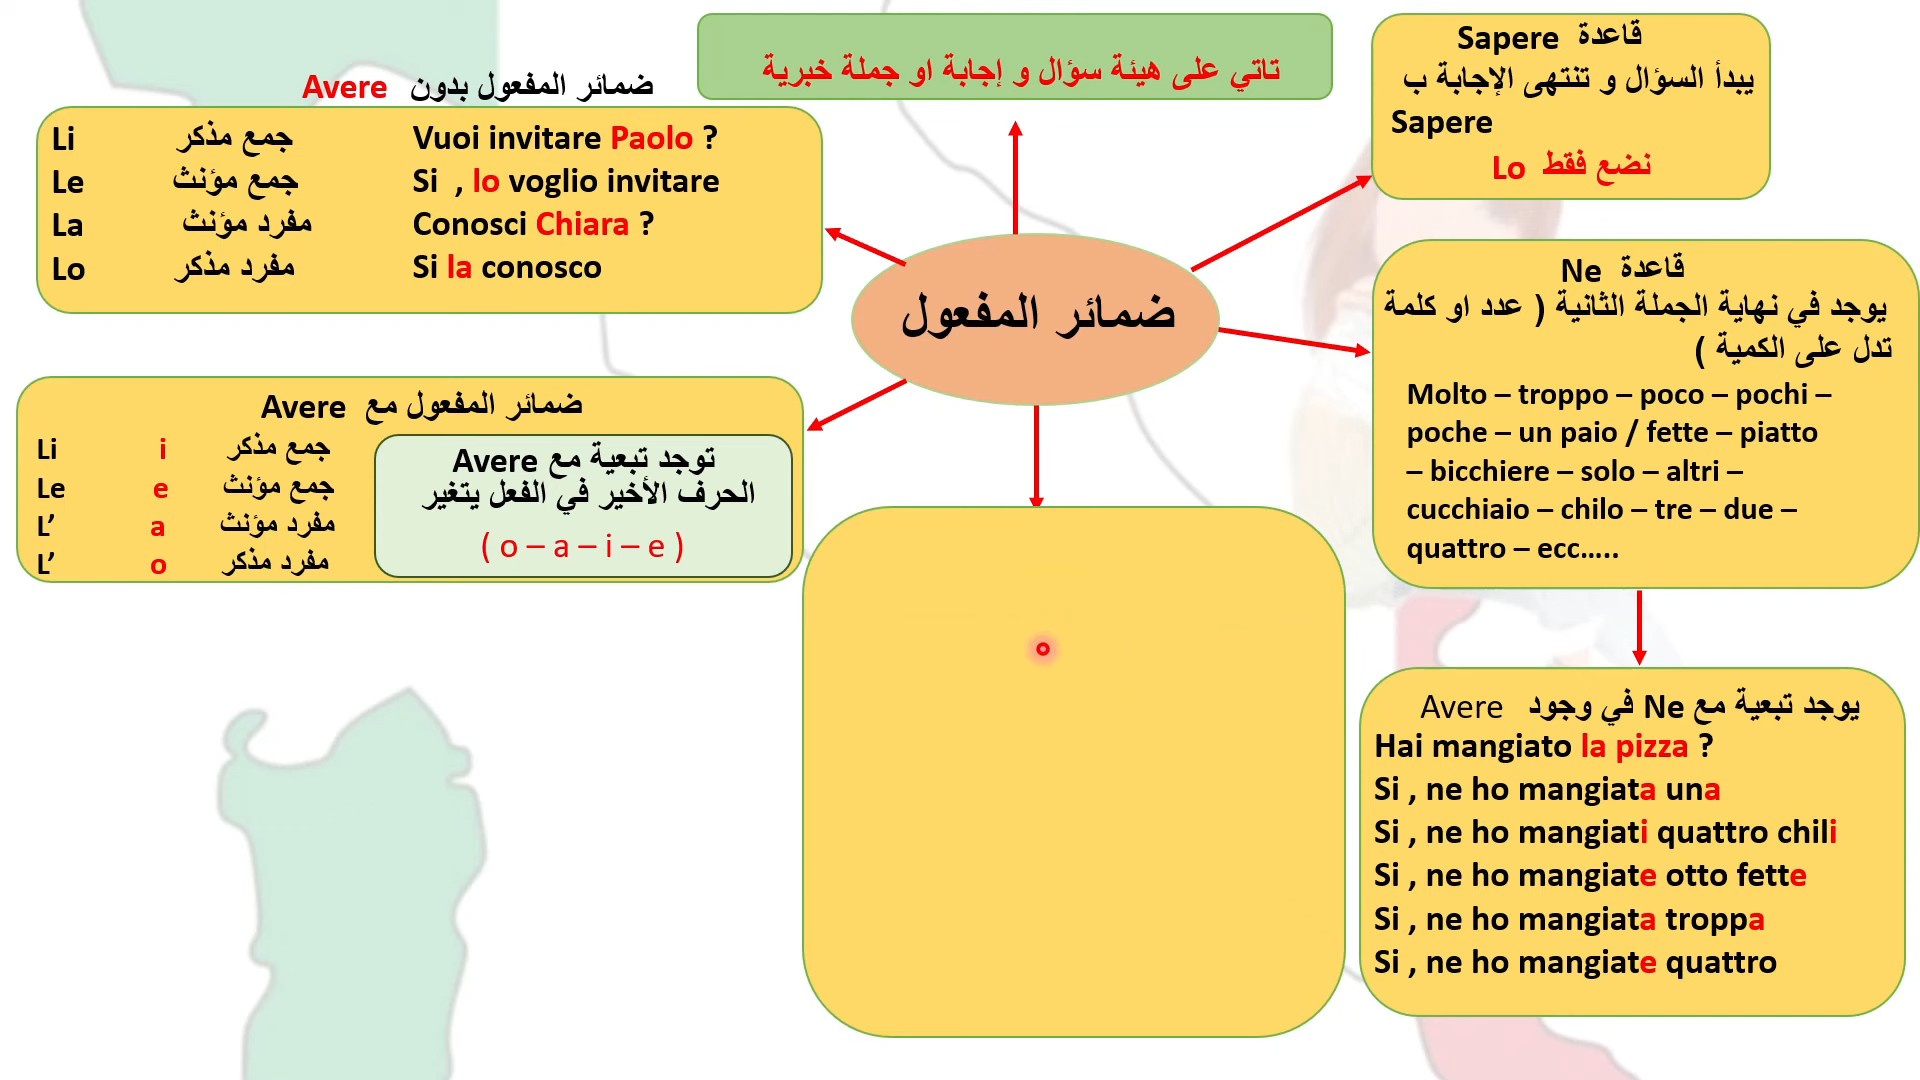 تاتي على هيئة سؤال و إجابة او جملة خبرية
قاعدة Sapere
يبدأ السؤال و تنتهى الإجابة ب
Sapere
نضع فقط Lo
ضمائر المفعول بدون Avere
Li جمع مذكر Vuoi invitare Paolo ?
Le جمع مؤنث Si , lo voglio invitare
La مفرد مؤنث Conosci Chiara ?
Lo مفرد مذكر Si la conosco
ضمائر المفعول
قاعدة Ne
يوجد في نهاية الجملة الثانية ( عدد او كلمة
تدل على الكمية )
Molto – troppo – poco – pochi –
poche – un paio / fette – piatto
– bicchiere – solo – altri –
cucchiaio – chilo – tre – due –
quattro – ecc…..
ضمائر المفعول مع Avere
Li i جمع مذكر
Le e جمع مؤنث
L’ a مفرد مؤنث
L’ o مفرد مذكر
توجد تبعية مع Avere
الحرف الأخير في الفعل يتغير
( o – a – i – e )
يوجد تبعية مع Ne في وجود Avere
Hai mangiato la pizza ?
Si , ne ho mangiata una
Si , ne ho mangiati quattro chili
Si , ne ho mangiate otto fette
Si , ne ho mangiata troppa
Si , ne ho mangiate quattro